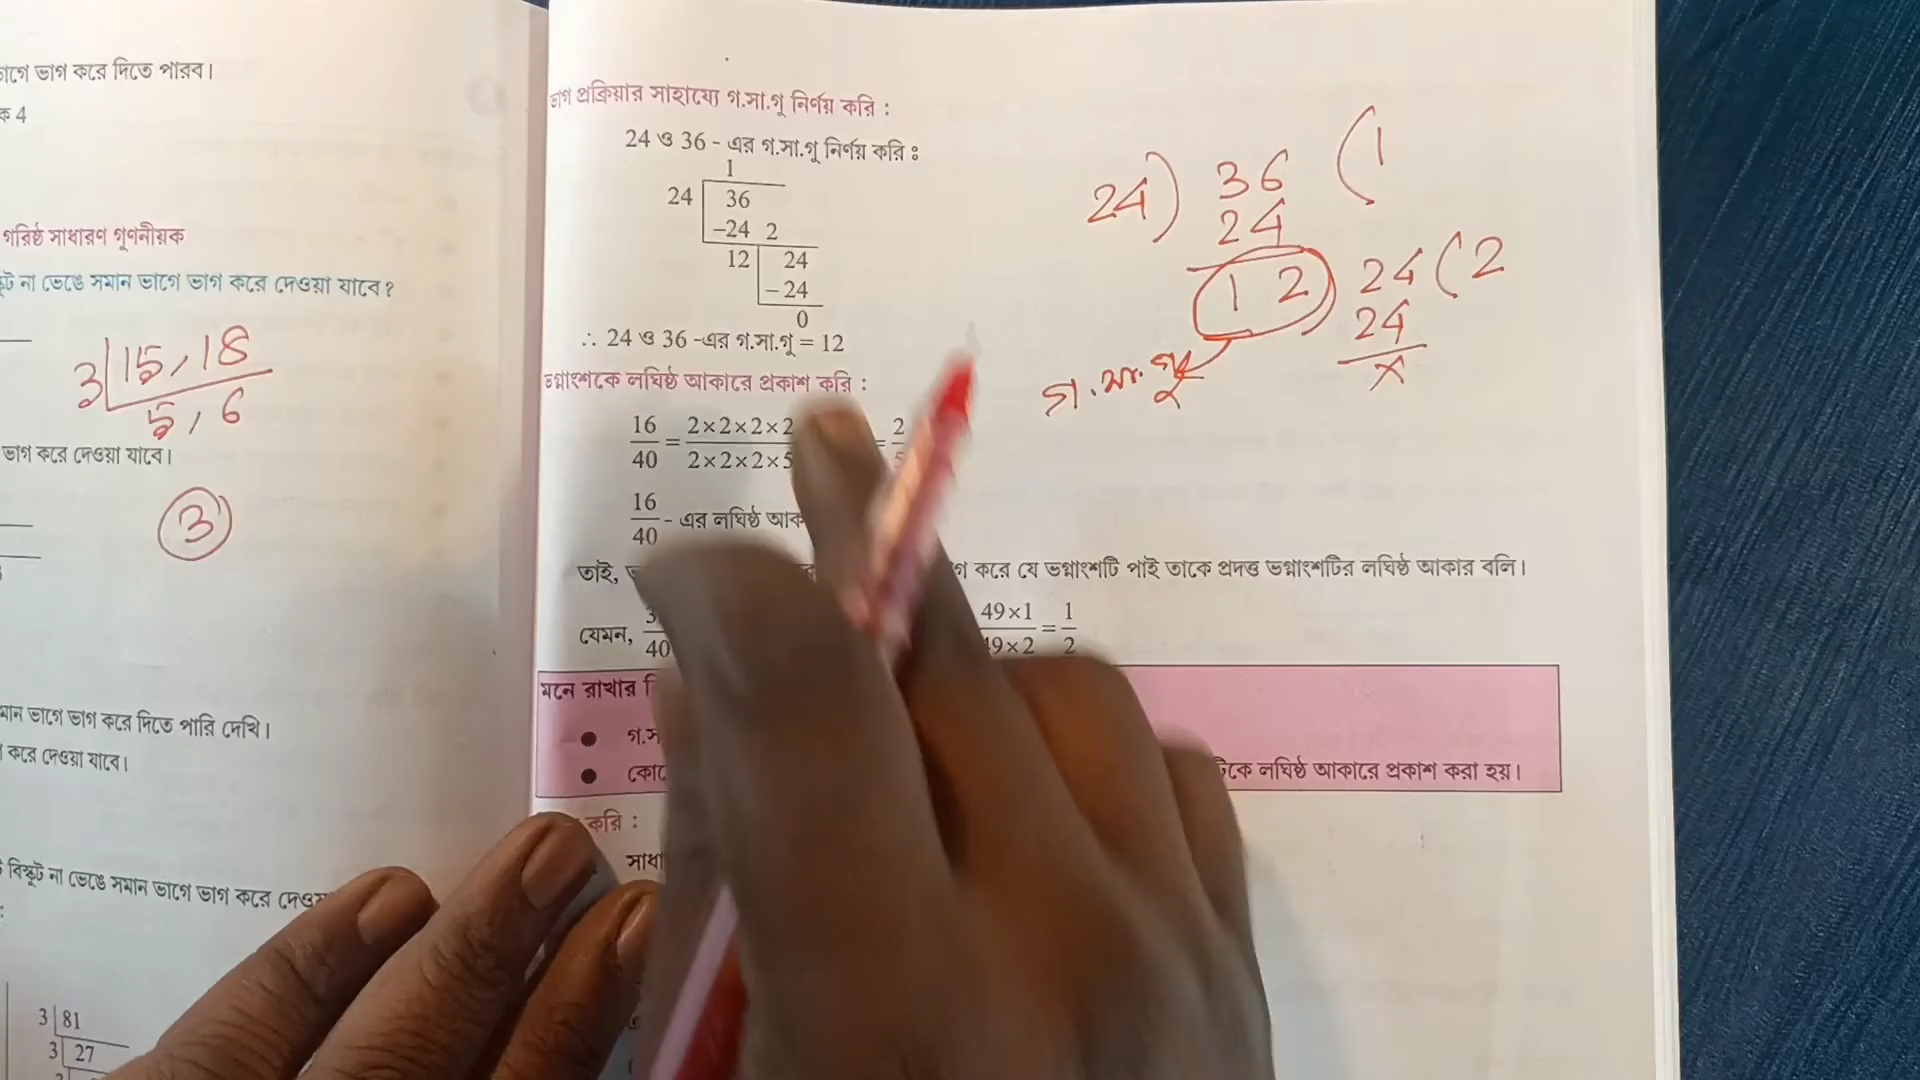 ভাগে ভাগ করে দিতে পারব।
ক 4
গরিষ্ঠ সাধারণ গুণনীয়ক
না ভেঙে সমান ভাগে ভাগ করে দেওয়া যাবে?
3 15, 18
5, 6
ভাগ করে দেওয়া যাবে।
3
সমান ভাগে ভাগ করে দিতে পারি দেখি।
করে দেওয়া যাবে।
বিস্কুট না ভেঙে সমান ভাগে ভাগ করে
3 81
3 27
ভাগ প্রক্রিয়ার সাহায্যে গ.সা.গু নির্ণয় করি :
24 ও 36 - এর গ.সা.গু নির্ণয় করি ঃ
1
24 36
–24 2
12 24
– 24
0
∴ 24 ও 36 -এর গ.সা.গু = 12
ভগ্নাংশকে লঘিষ্ঠ আকারে প্রকাশ করি :
16/40 = 2×2×2×2/2×2×2×5 = 2/5
16/40 - এর লঘিষ্ঠ
তাই, করে যে ভগ্নাংশটি পাই তাকে প্রদত্ত ভগ্নাংশটির লঘিষ্ঠ আকার বলি।
যেমন, 49×1/49×2 = 1/2
মনে রাখার
● গ.স
● লঘিষ্ঠ আকারে প্রকাশ করা হয়।
করি :
24) 36 (1
24
12) 24 (2
24
×
গ.সা.গু